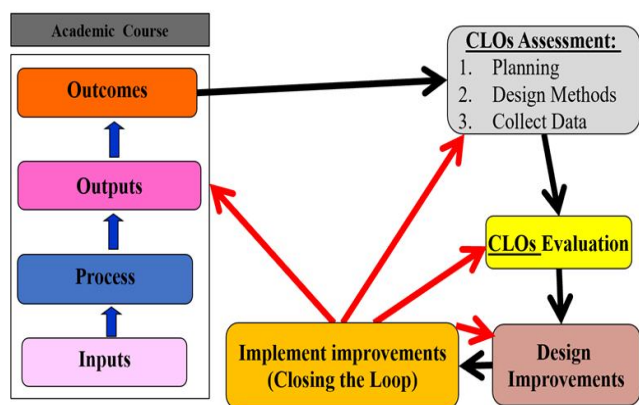 Academic Course
Outcomes
Outputs
Process
Inputs
CLOs Assessment:
1. Planning
2. Design Methods
3. Collect Data
CLOs Evaluation
Design
Improvements
Implement improvements
(Closing the Loop)